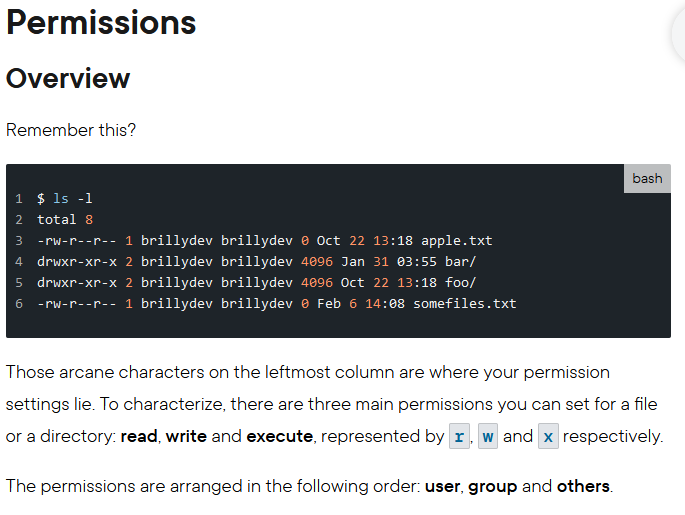 Permissions
Overview
Remember this?
bash
1 $ ls -l
2 total 8
3 -rw-r--r-- 1 brillydev brillydev 0 Oct 22 13:18 apple.txt
4 drwxr-xr-x 2 brillydev brillydev 4096 Jan 31 03:55 bar/
5 drwxr-xr-x 2 brillydev brillydev 4096 Oct 22 13:18 foo/
6 -rw-r--r-- 1 brillydev brillydev 0 Feb 6 14:08 somefiles.txt
Those arcane characters on the leftmost column are where your permission
settings lie. To characterize, there are three main permissions you can set for a file
or a directory: read, write and execute, represented by r, w and x respectively.
The permissions are arranged in the following order: user, group and others.